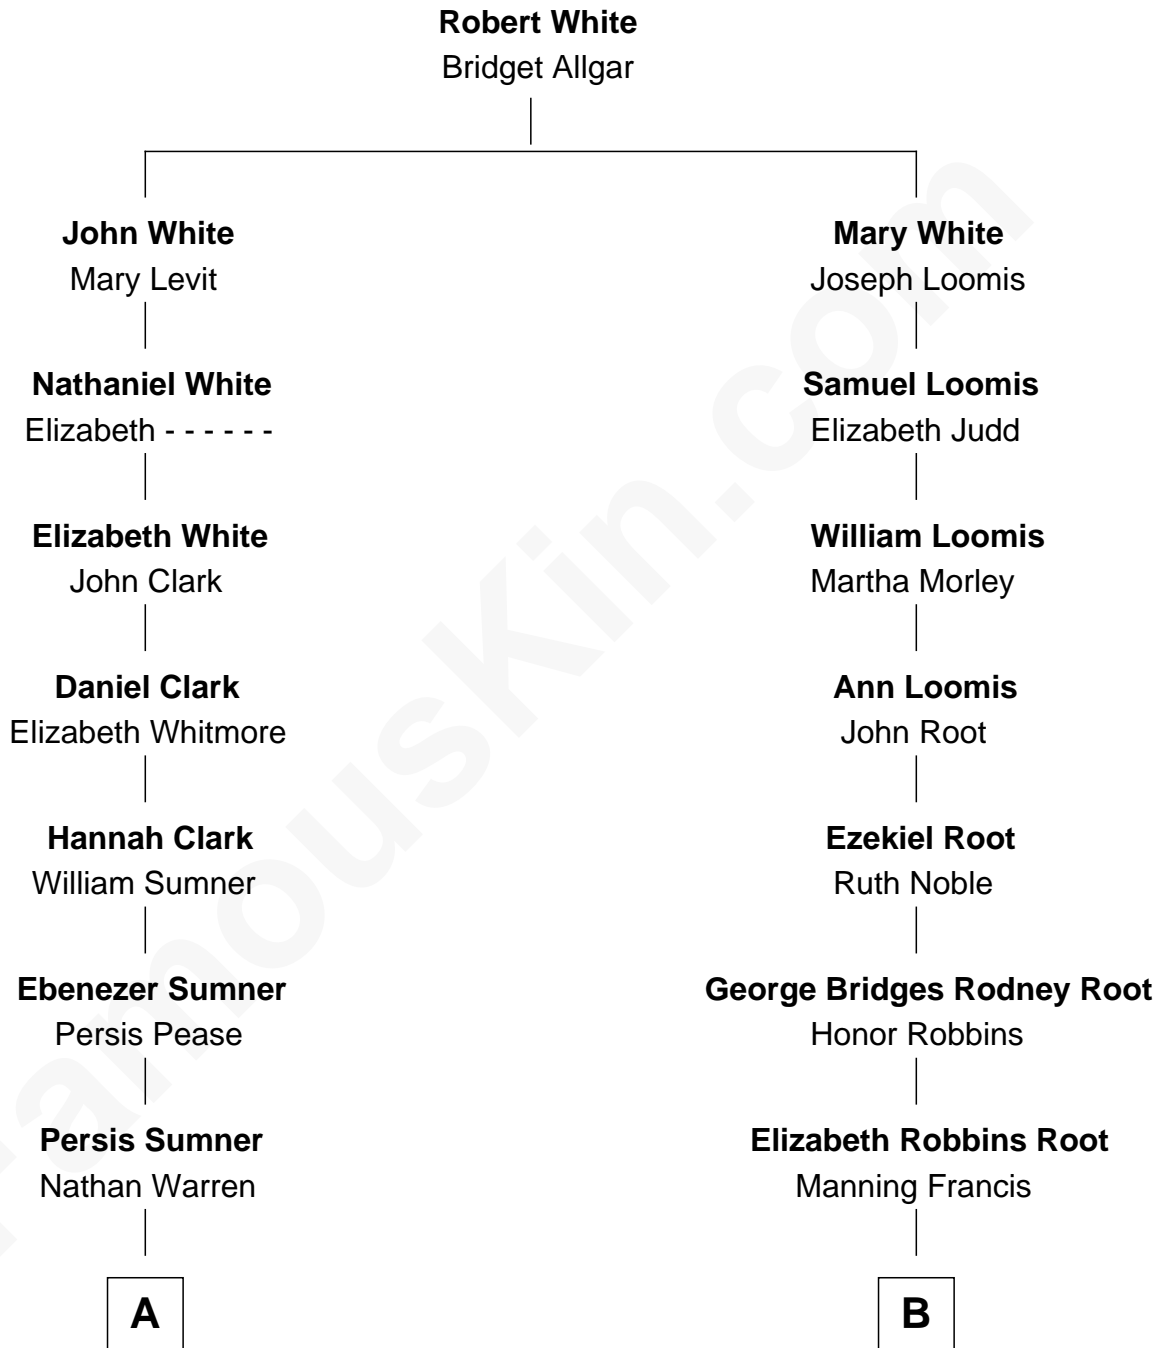 Robert White
Bridget Allgar
John White
Mary Levit
Mary White
Joseph Loomis
Nathaniel White
Elizabeth - - - - - -
Samuel Loomis
Elizabeth Judd
Elizabeth White
John Clark
William Loomis
Martha Morley
Daniel Clark
Elizabeth Whitmore
Ann Loomis
John Root
Hannah Clark
William Sumner
Ezekiel Root
Ruth Noble
Ebenezer Sumner
Persis Pease
George Bridges Rodney Root
Honor Robbins
Persis Sumner
Nathan Warren
Elizabeth Robbins Root
Manning Francis
A
B
FamousKin.com